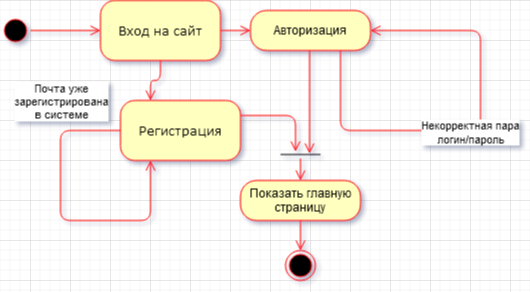 Вход на сайт
Авторизация
Почта уже
зарегистрирована
в системе
Регистрация
Некорректная пара
логин/пароль
Показать главную
страницу